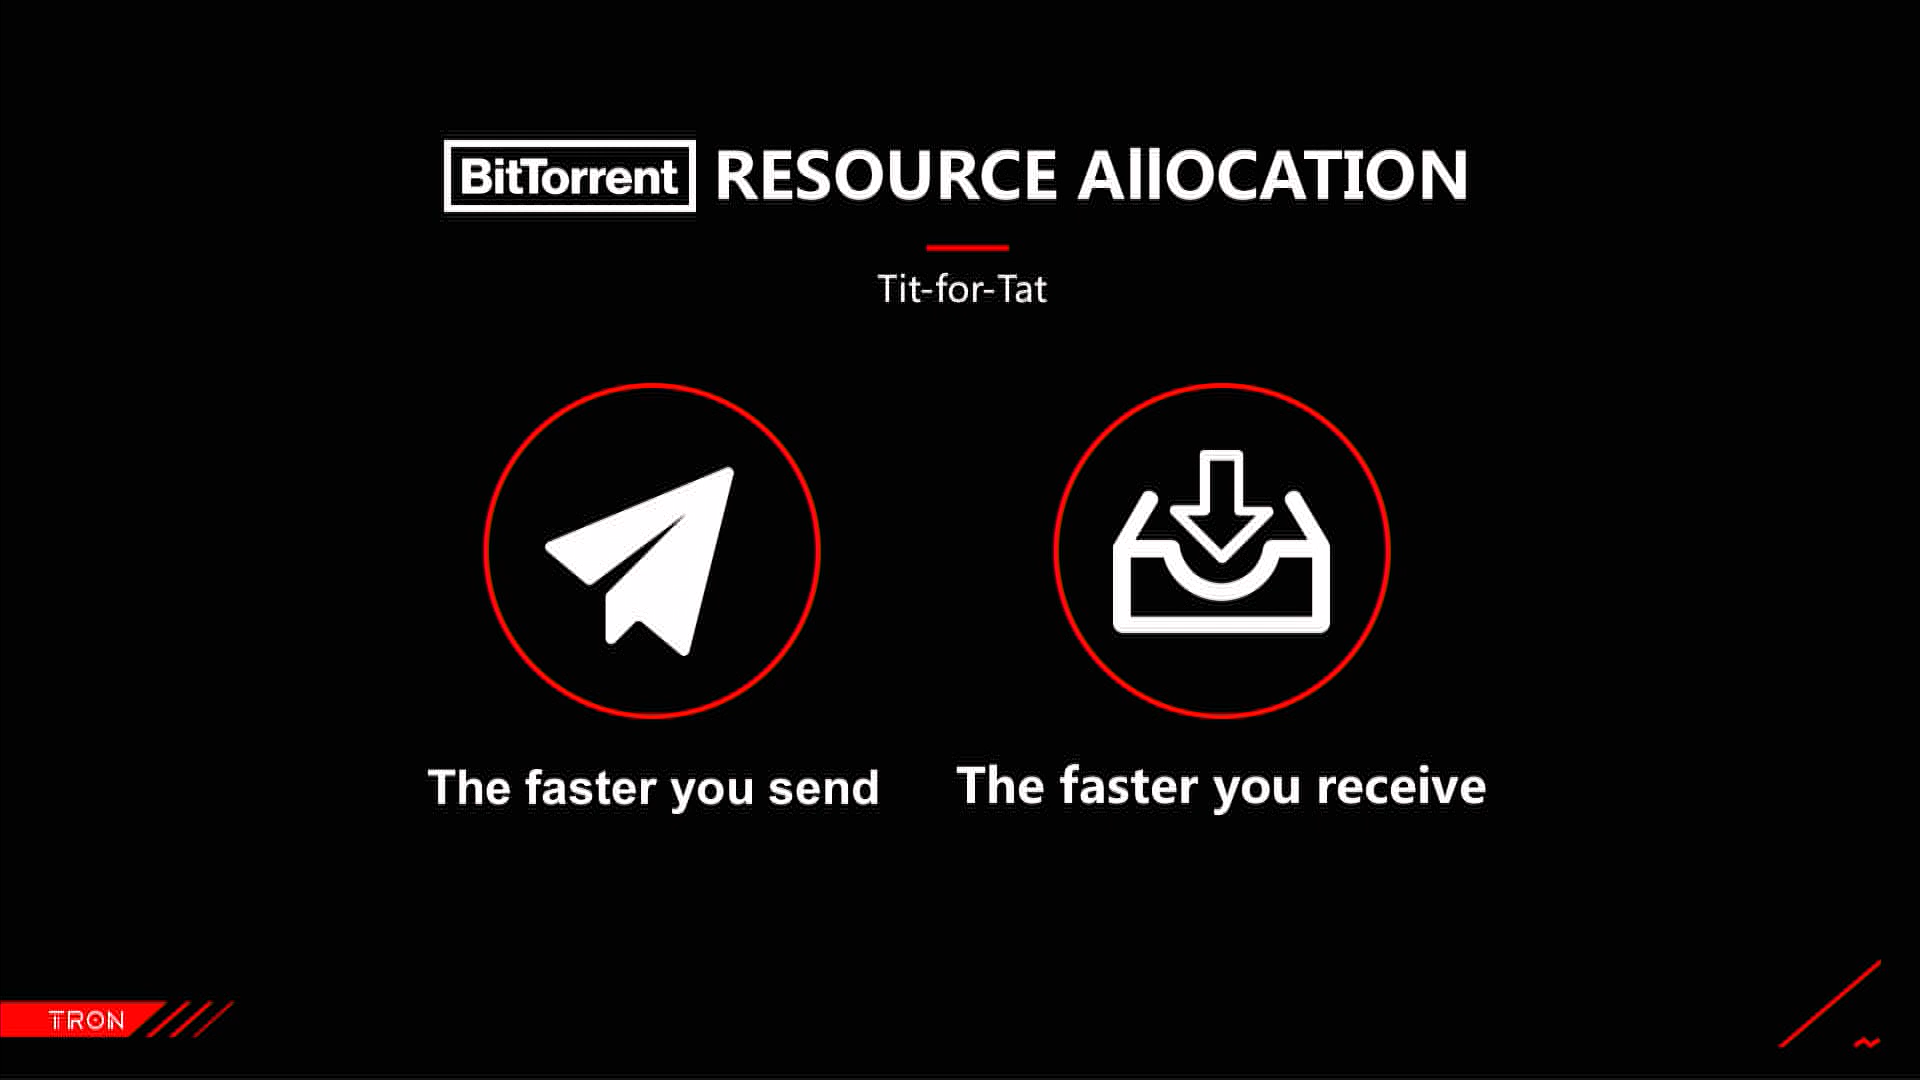 BitTorrent RESOURCE AllOCATION
Tit-for-Tat
The faster you send
The faster you receive
TRON